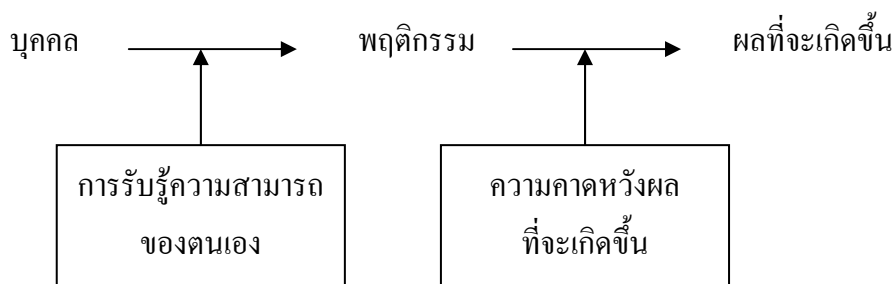 บุคคล พฤติกรรม ผลที่จะเกิดขึ้น
การรับรู้ความสามารถ
ของตนเอง
ความคาดหวังผล
ที่จะเกิดขึ้น